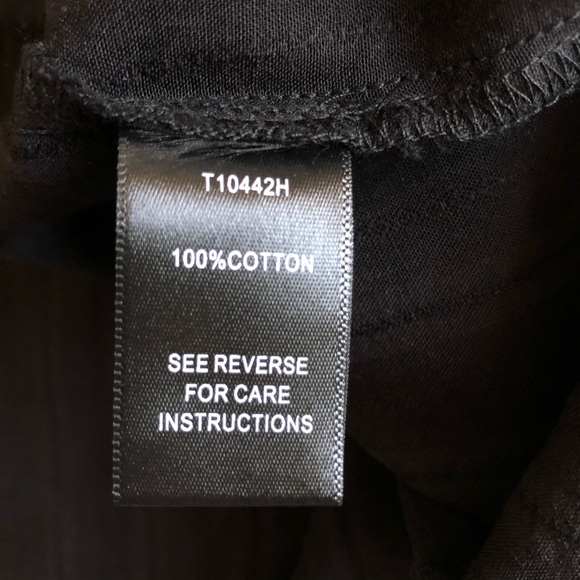 T10442H
100%COTTON
SEE REVERSE
FOR CARE
INSTRUCTIONS